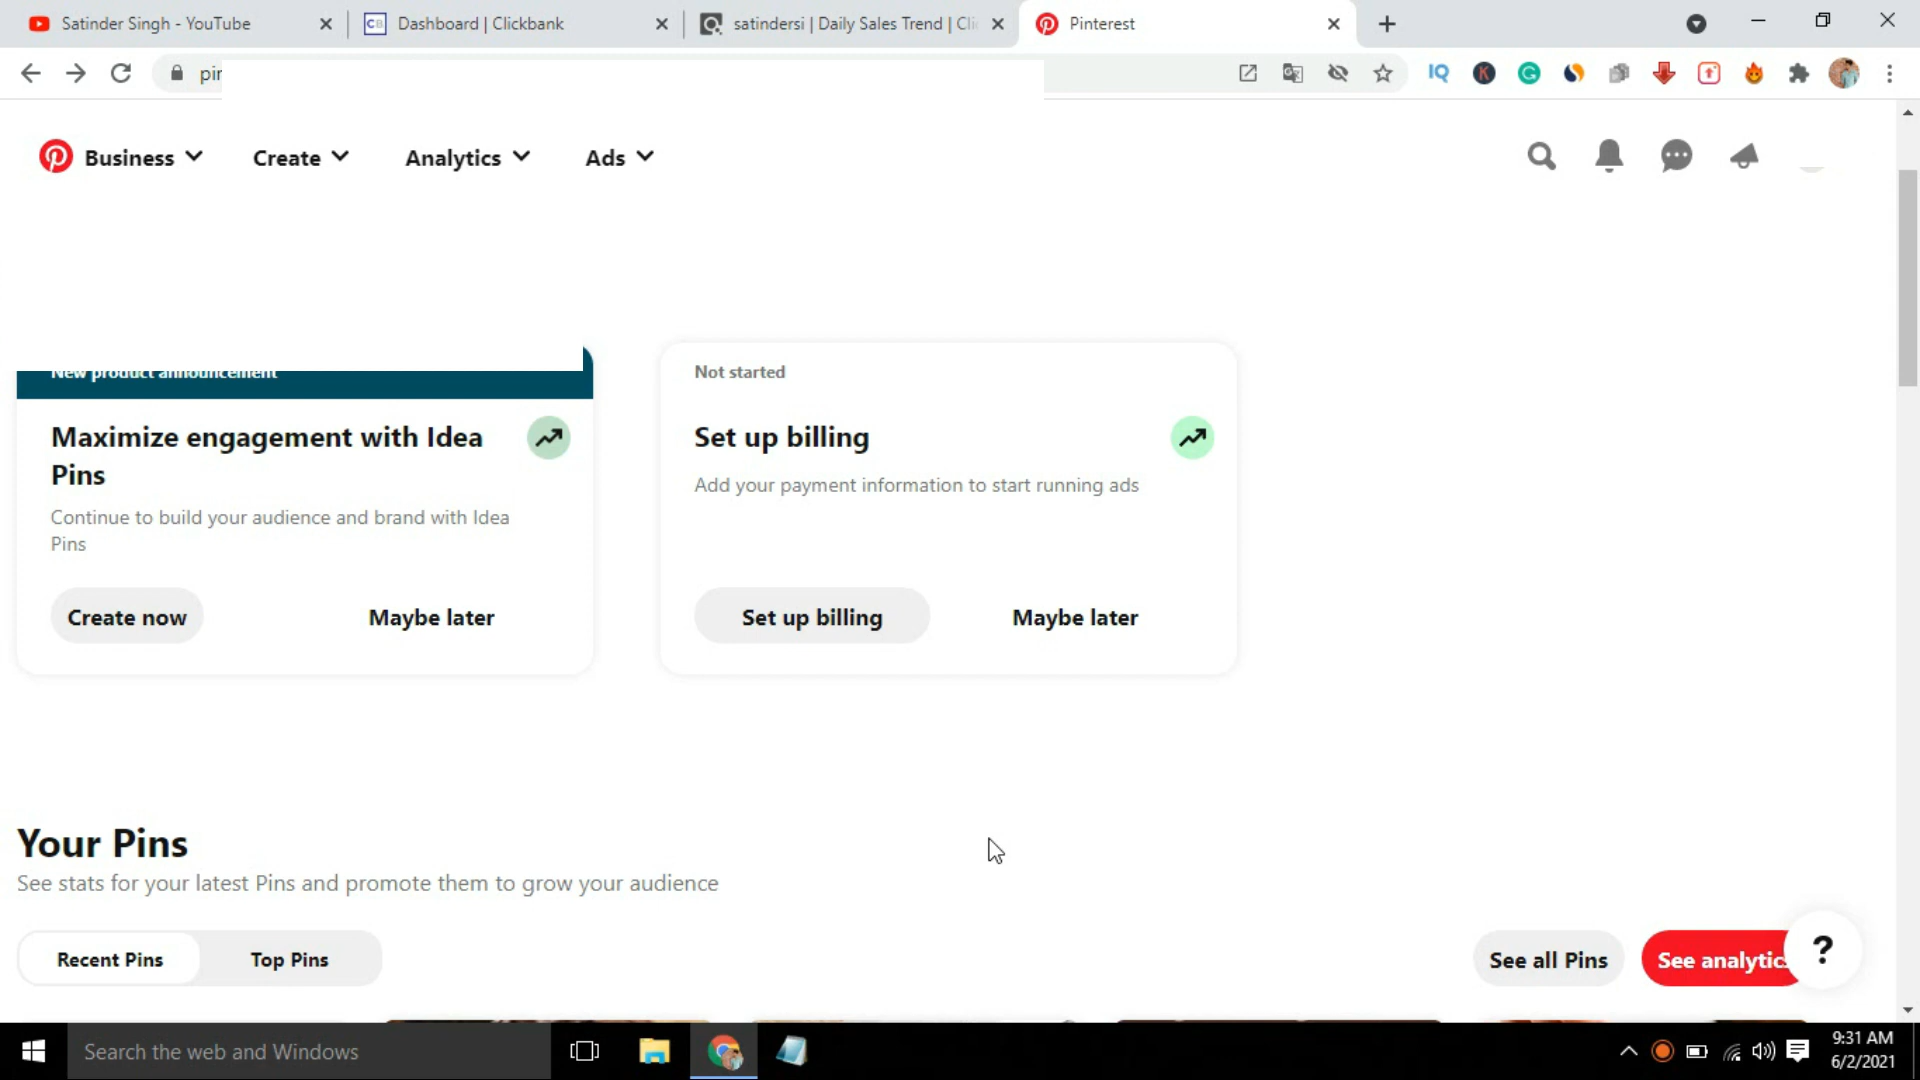 Satinder Singh - YouTube
Dashboard | Clickbank
satindersi | Daily Sales Trend | Cli
Pinterest
pir
IQ
Business
Create
Analytics
Ads
New product announcement
Maximize engagement with Idea
Pins
Continue to build your audience and brand with Idea
Pins
Create now
Maybe later
Not started
Set up billing
Add your payment information to start running ads
Set up billing
Maybe later
Your Pins
See stats for your latest Pins and promote them to grow your audience
Recent Pins
Top Pins
See all Pins
See analytics
?
Search the web and Windows
9:31 AM
6/2/2021